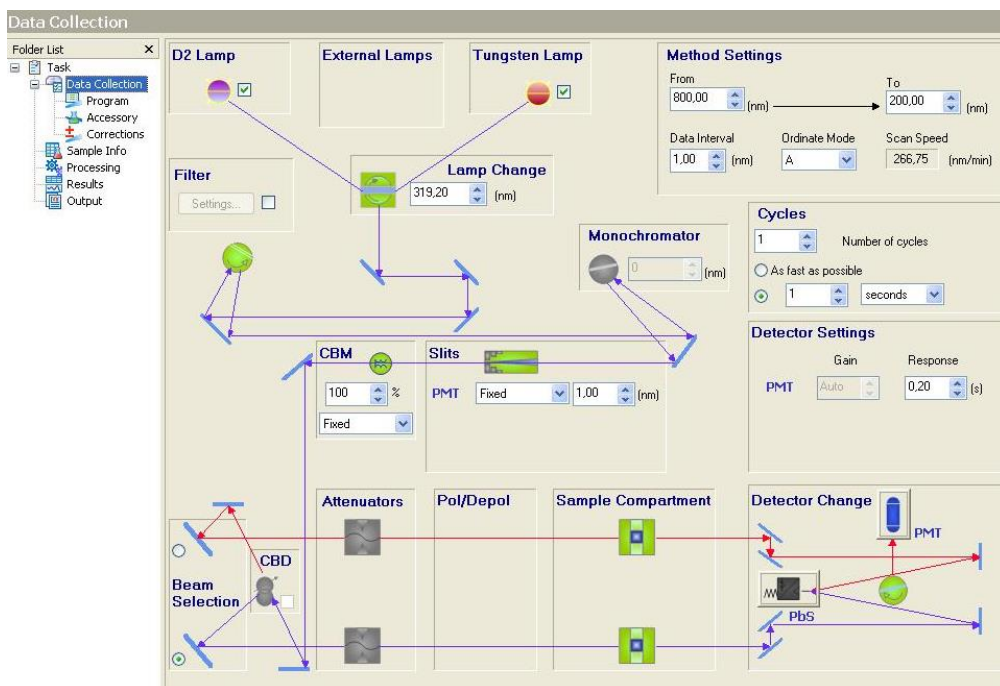 Data Collection
Folder List
Task
Data Collection
Program
Accessory
Corrections
Sample Info
Processing
Results
Output
D2 Lamp
External Lamps
Tungsten Lamp
Method Settings
From
To
800,00 (nm)
200,00 (nm)
Data Interval
Ordinate Mode
Scan Speed
1,00 (nm)
A
266,75 (nm/min)
Filter
Settings...
Lamp Change
319,20 (nm)
Monochromator
0 (nm)
Cycles
1 Number of cycles
As fast as possible
1 seconds
CBM
100 %
Fixed
Slits
PMT Fixed 1,00 (nm)
Detector Settings
Gain Response
PMT Auto 0,20 (s)
Attenuators
Pol/Depol
Sample Compartment
Detector Change
PMT
CBD
Beam
Selection
PbS